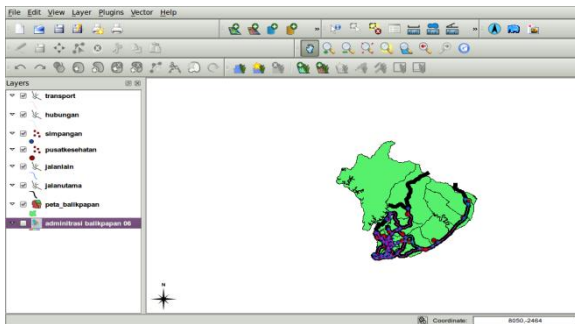 File Edit View Layer Plugins Vector Help
Layers
transport
hubungan
simpangan
pusatkesehatan
jalanlain
jalanutama
peta_balikpapan
adminitrasi balikpapan 06
N
Coordinate: 8050,-2464